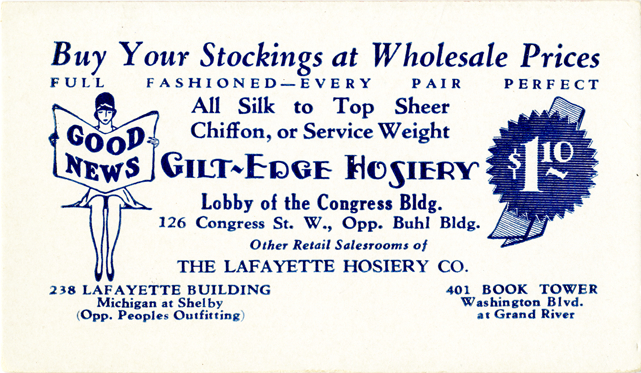 Buy Your Stockings at Wholesale Prices
FULL FASHIONED—EVERY PAIR PERFECT
All Silk to Top Sheer
Chiffon, or Service Weight
GOOD
NEWS
GILT-EDGE HOSIERY
$1.10
Lobby of the Congress Bldg.
126 Congress St. W., Opp. Buhl Bldg.
Other Retail Salesrooms of
THE LAFAYETTE HOSIERY CO.
238 LAFAYETTE BUILDING
Michigan at Shelby
(Opp. Peoples Outfitting)
401 BOOK TOWER
Washington Blvd.
at Grand River